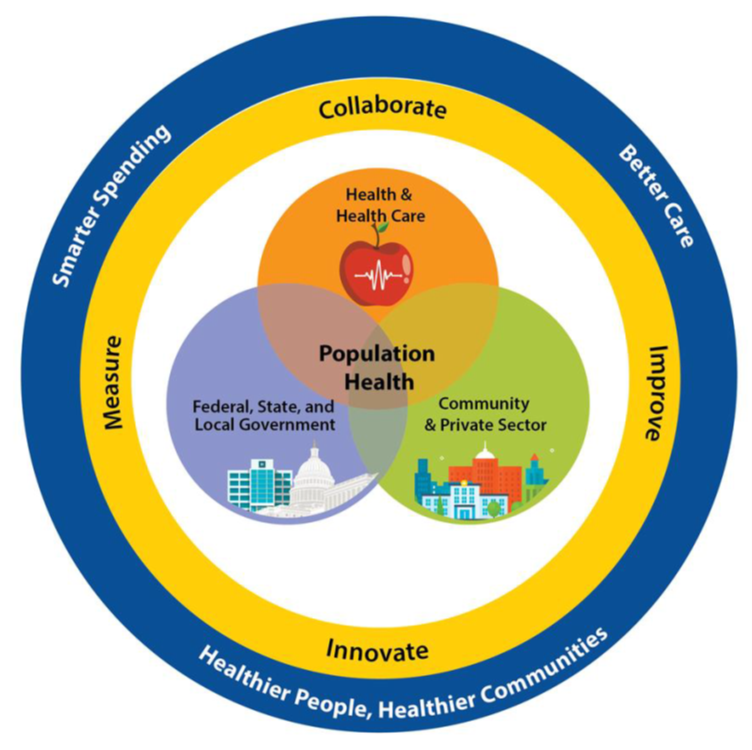 Smarter Spending
Better Care
Healthier People, Healthier Communities
Collaborate
Measure
Improve
Innovate
Health &
Health Care
Population
Health
Federal, State, and
Local Government
Community
& Private Sector